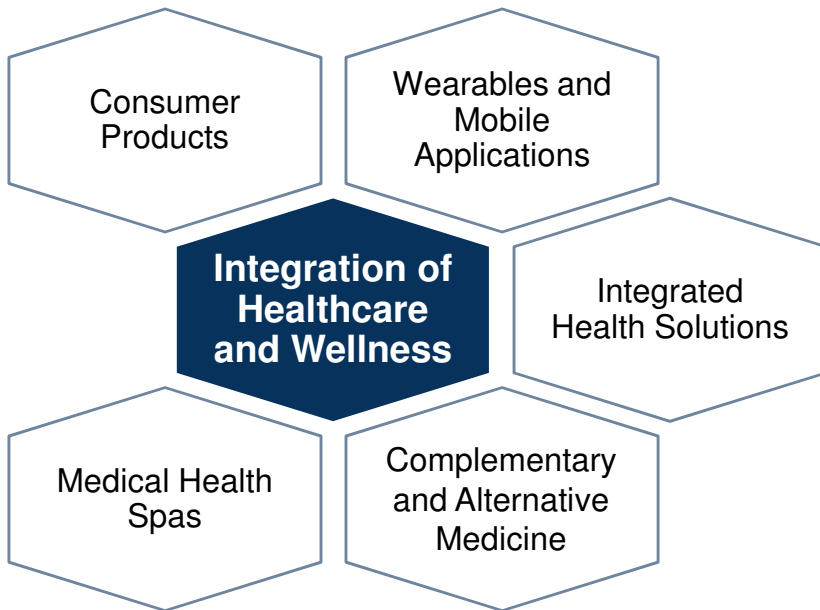 Consumer
Products
Wearables and
Mobile
Applications
Integration of
Healthcare
and Wellness
Integrated
Health Solutions
Medical Health
Spas
Complementary
and Alternative
Medicine